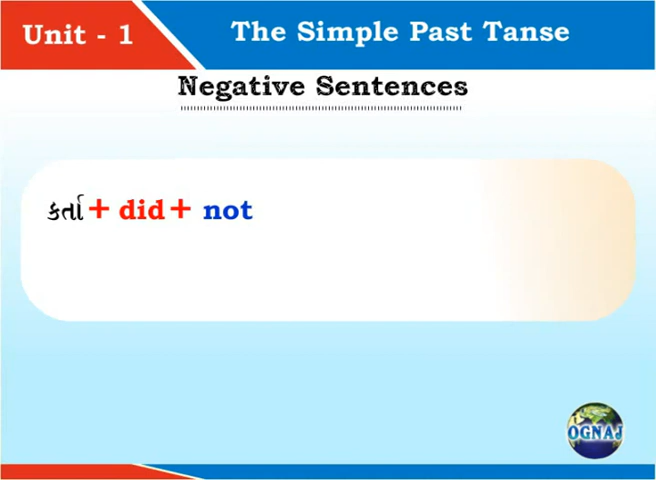 Unit - 1
The Simple Past Tanse
Negative Sentences
કર્તા + did + not
OGNAJ